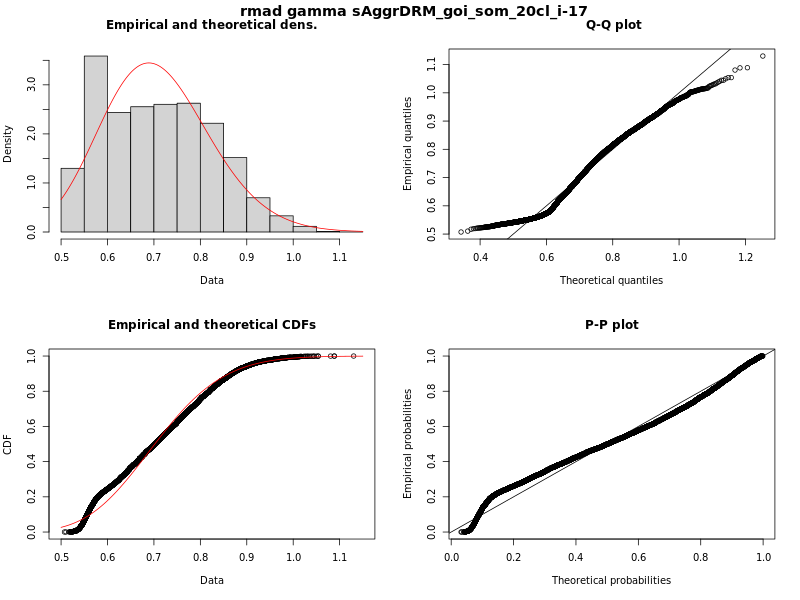 rmad gamma sAggrDRM_goi_som_20cl_i-17
Empirical and theoretical dens.
Density
0.0 1.0 2.0 3.0
0.5 0.6 0.7 0.8 0.9 1.0 1.1
Data
Q-Q plot
Empirical quantiles
0.5 0.6 0.7 0.8 0.9 1.0 1.1
0.4 0.6 0.8 1.0 1.2
Theoretical quantiles
Empirical and theoretical CDFs
CDF
0.0 0.2 0.4 0.6 0.8 1.0
0.5 0.6 0.7 0.8 0.9 1.0 1.1
Data
P-P plot
Empirical probabilities
0.0 0.2 0.4 0.6 0.8 1.0
0.0 0.2 0.4 0.6 0.8 1.0
Theoretical probabilities